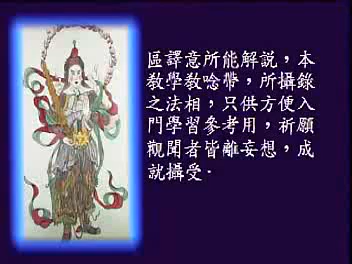 區譯意所能解說，本
教學教唸帶，所攝錄
之法相，只供方便入
門學習參考用，祈願
觀聞者皆離妄想，成
就攝受．